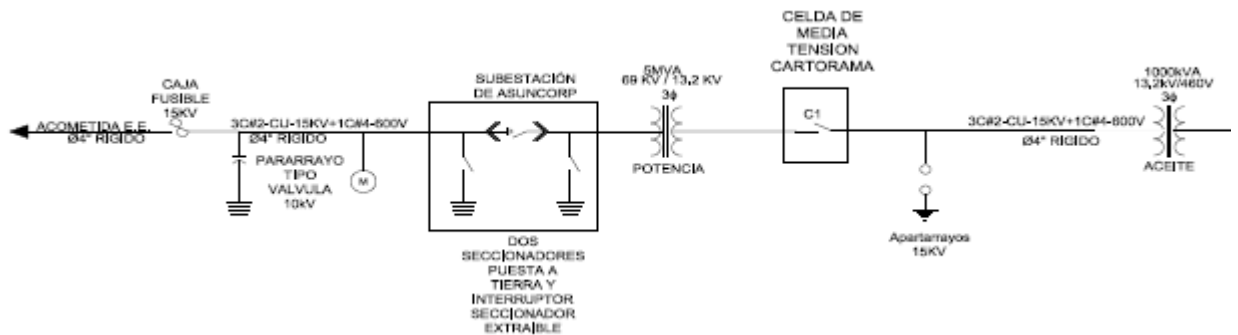 CAJA
FUSIBLE
15KV
ACOMETIDA E.E.
Ø4" RIGIDO
3C#2-CU-15KV+1C#4-600V
Ø4" RIGIDO
PARARRAYO
TIPO
VALVULA
10kV
M
SUBESTACIÓN
DE ASUNCORP
DOS
SECCIONADORES
PUESTA A
TIERRA Y
INTERRUPTOR
SECCIONADOR
EXTRAÍBLE
5MVA
69 KV / 13,2 KV
3ϕ
POTENCIA
CELDA DE
MEDIA
TENSION
CARTORAMA
C1
3C#2-CU-15KV+1C#4-600V
Ø4" RIGIDO
Apartarrayos
15KV
1000kVA
13,2kV/460V
3ϕ
ACEITE